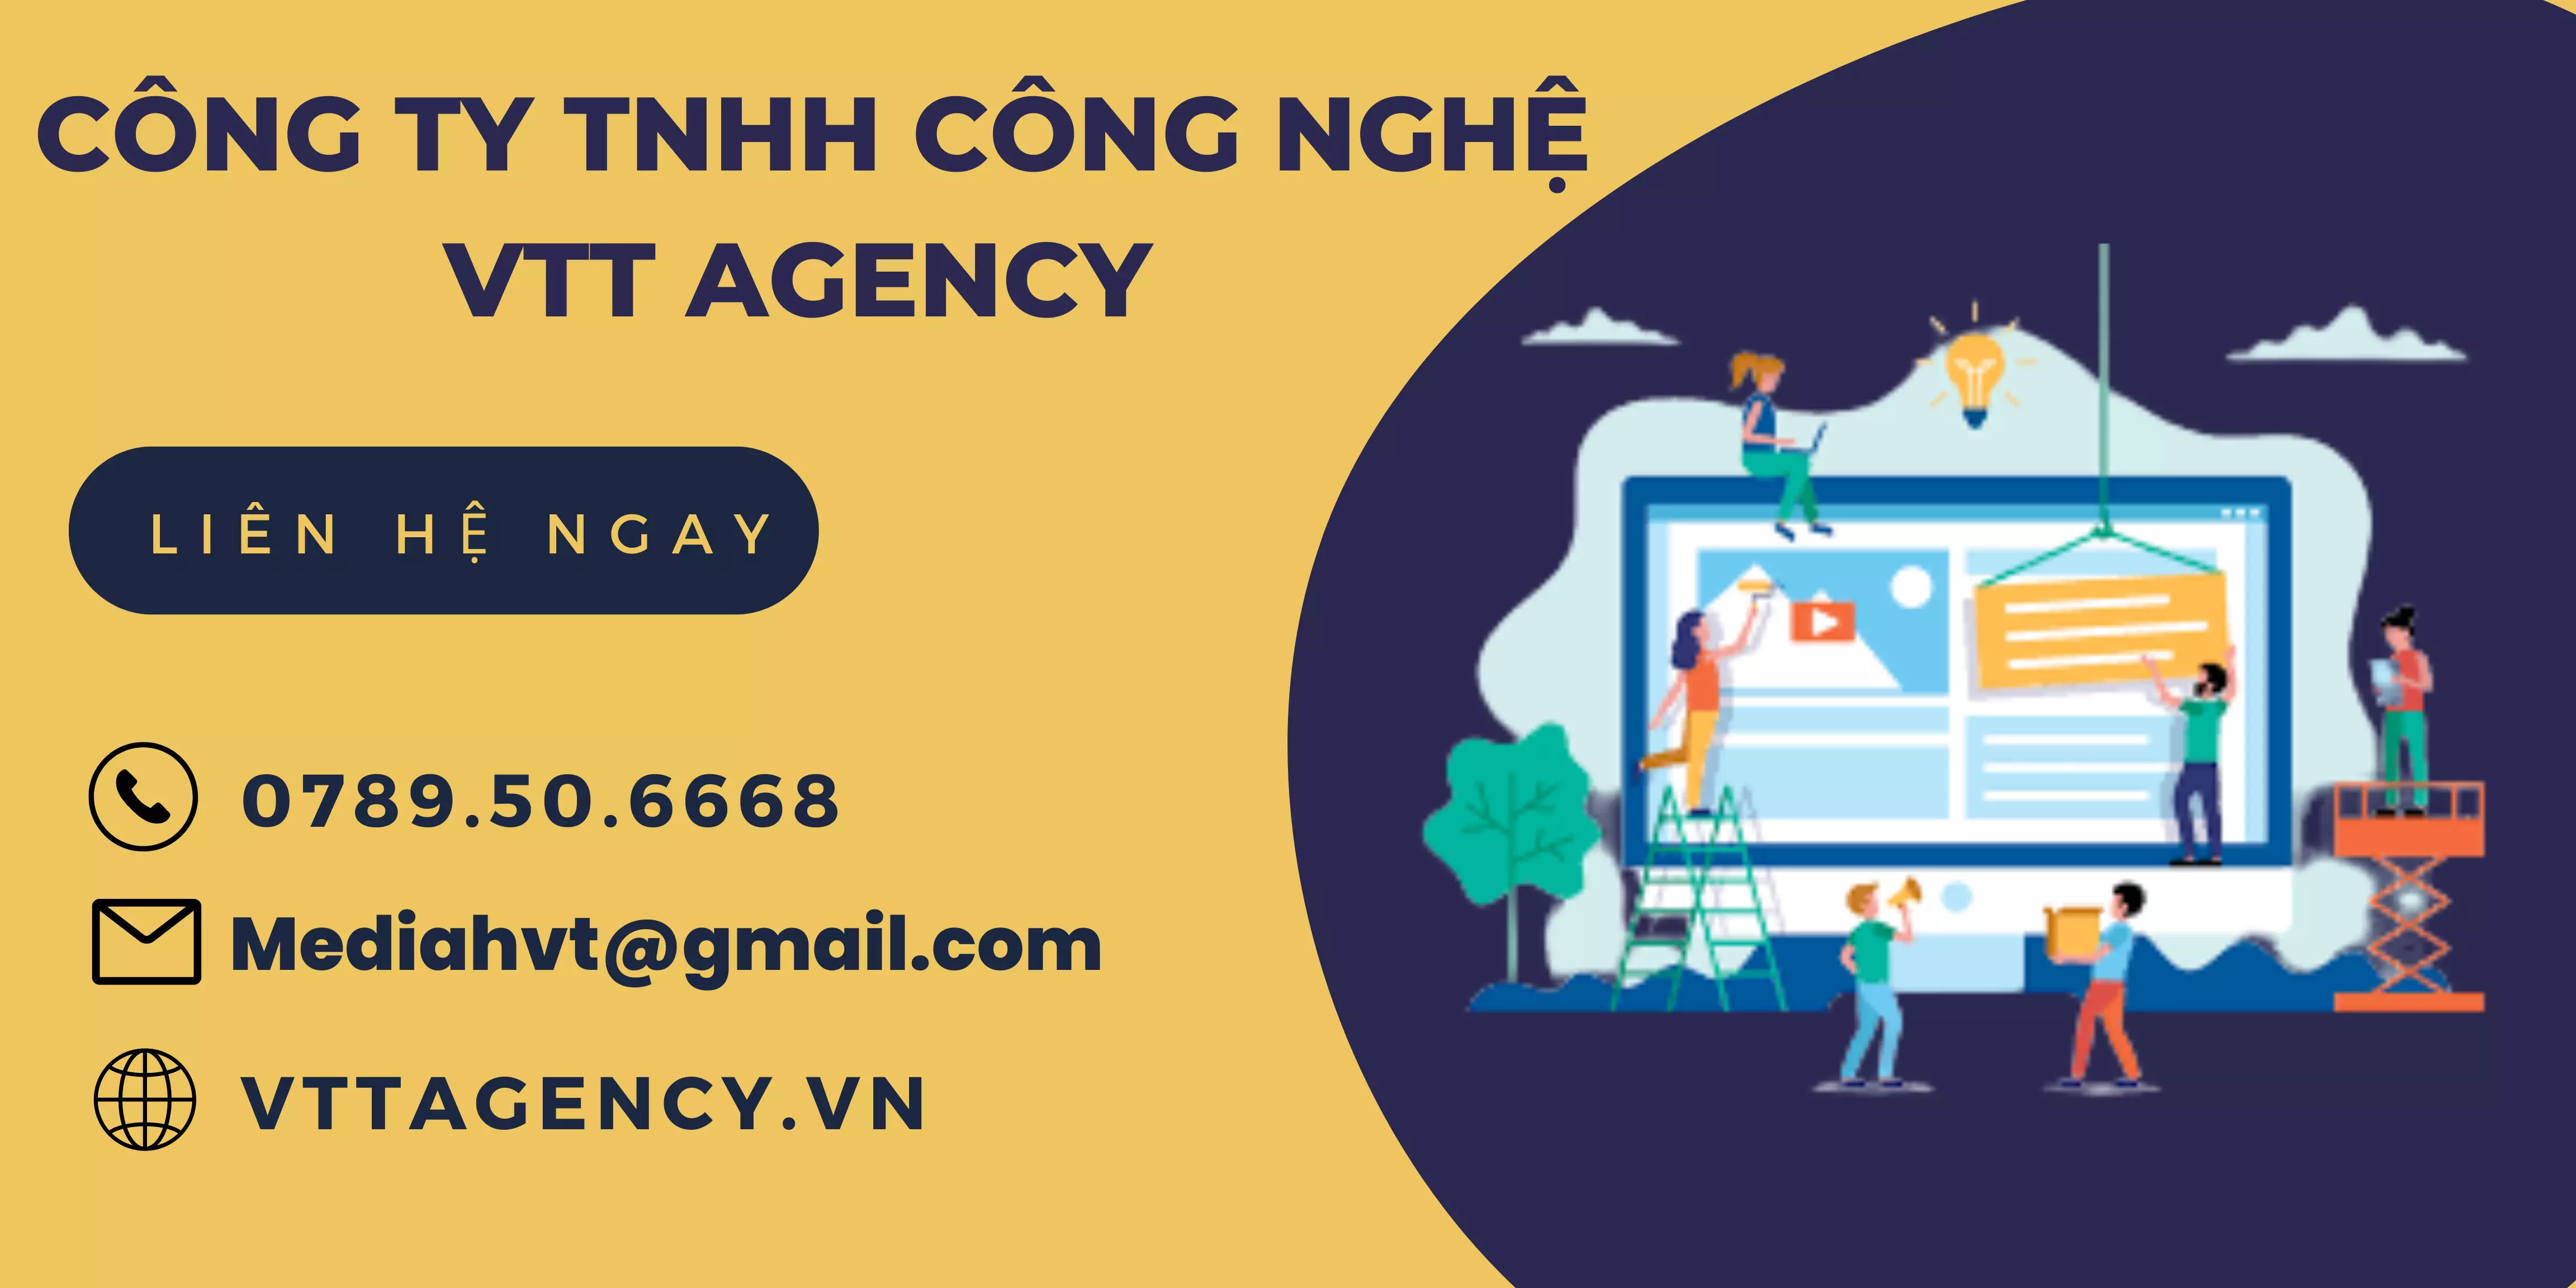 CÔNG TY TNHH CÔNG NGHỆ
VTT AGENCY
LIÊN HỆ NGAY
0789.50.6668
Mediahvt@gmail.com
VTTAGENCY.VN